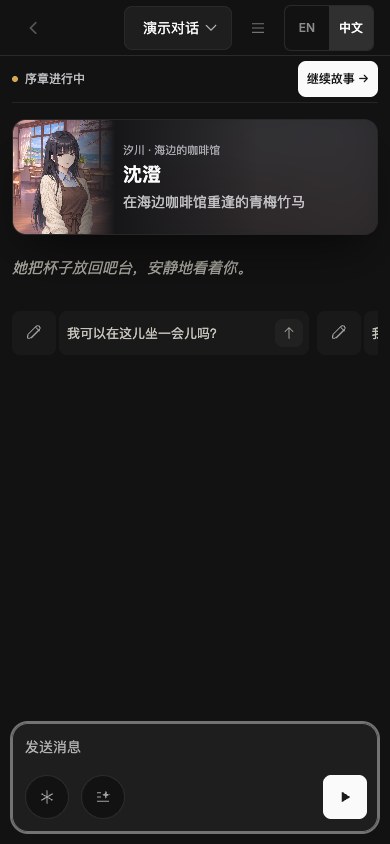 演示对话
EN
中文
序章进行中
继续故事 →
汐川 · 海边的咖啡馆
沈澄
在海边咖啡馆重逢的青梅竹马
她把杯子放回吧台，安静地看着你。
我可以在这儿坐一会儿吗?
发送消息